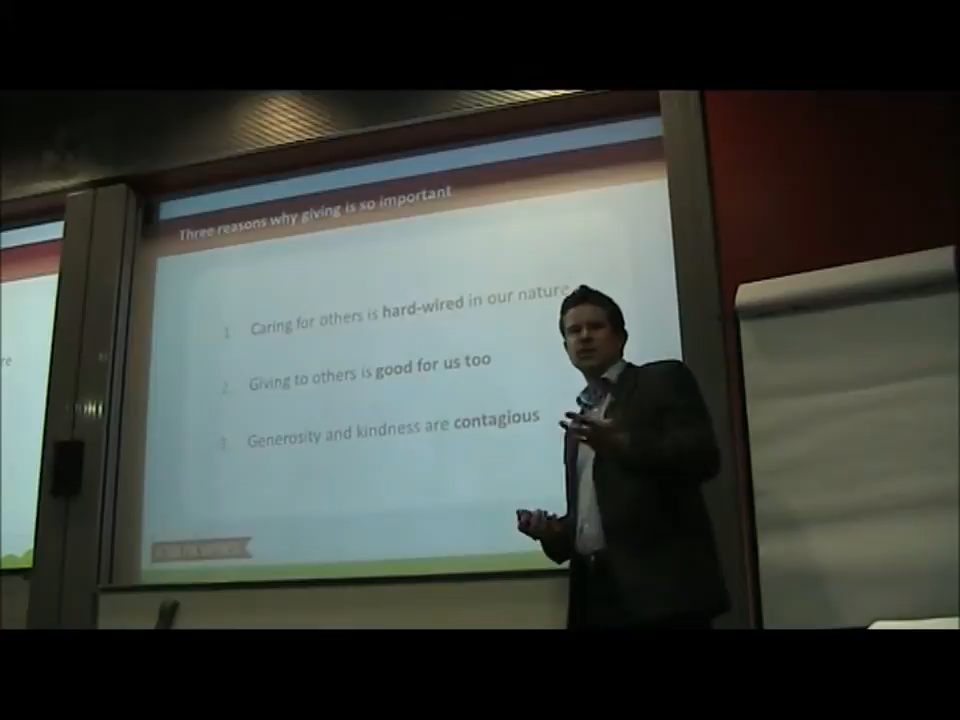 Three reasons why giving is so important
1. Caring for others is hard-wired in our nature
2. Giving to others is good for us too
3. Generosity and kindness are contagious
re